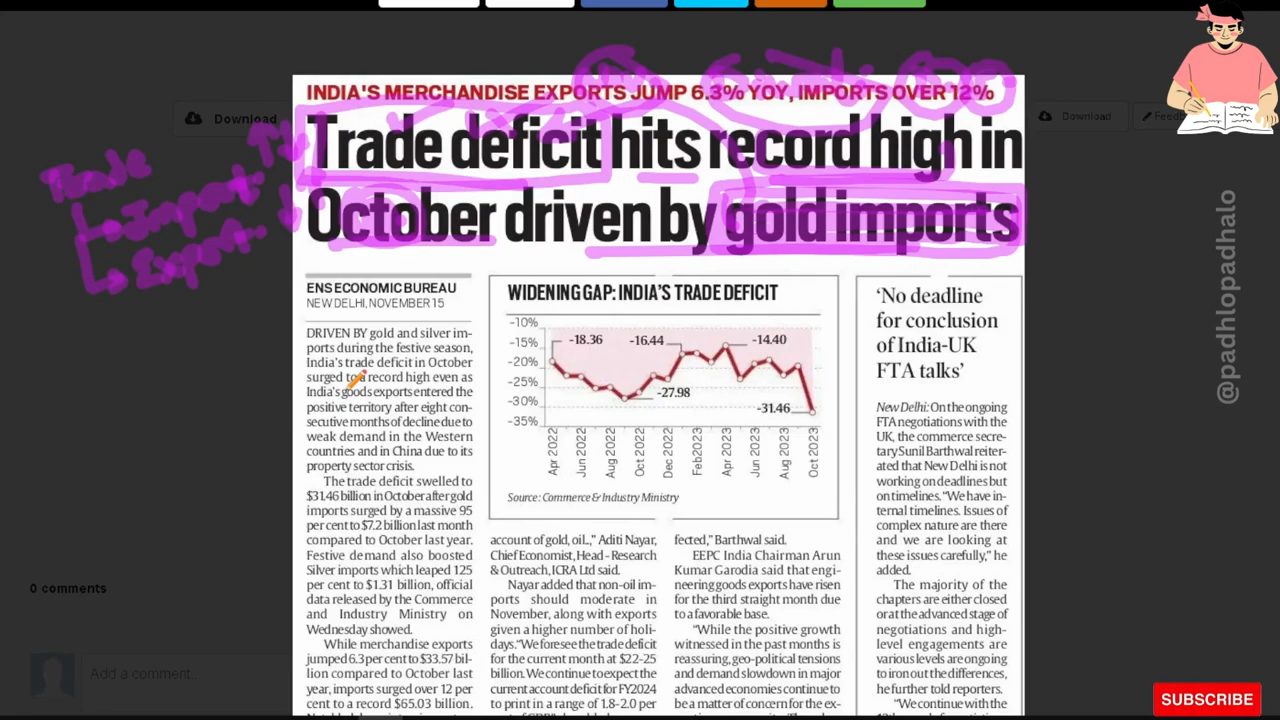 Download
Download
INDIA'S MERCHANDISE EXPORTS JUMP 6.3% YOY, IMPORTS OVER 12%
Trade deficit hits record high in
October driven by gold imports
Trade
Import.
Export.
ENS ECONOMIC BUREAU
NEW DELHI, NOVEMBER 15
DRIVEN BY gold and silver im-
ports during the festive season,
India's trade deficit in October
surged to a record high even as
India's goods exports entered the
positive territory after eight con-
secutive months of decline due to
weak demand in the Western
countries and in China due to its
property sector crisis.
The trade deficit swelled to
$31.46 billion in October after gold
imports surged by a massive 95
per cent to $7.2 billion last month
compared to October last year.
Festive demand also boosted
Silver imports which leaped 125
per cent to $1.31 billion, official
data released by the Commerce
and Industry Ministry on
Wednesday showed.
While merchandise exports
jumped 6.3 per cent to $33.57 bil-
lion compared to October last
year, imports surged over 12 per
cent to a record $65.03 billion.
WIDENING GAP: INDIA'S TRADE DEFICIT
-10%
-15%
-20%
-25%
-30%
-35%
-18.36
-16.44
-14.40
-27.98
-31.46
Apr 2022
Jun 2022
Aug 2022
Oct 2022
Dec 2022
Feb 2023
Apr 2023
Jun 2023
Aug 2023
Oct 2023
Source: Commerce & Industry Ministry
account of gold, oil..," Aditi Nayar,
Chief Economist, Head - Research
& Outreach, ICRA Ltd said.
Nayar added that non-oil im-
ports should moderate in
November, along with exports
given a higher number of holi-
days. "We foresee the trade deficit
for the current month at $22-25
billion. We continue to expect the
current account deficit for FY2024
to print in a range of 1.8-2.0 per
fected," Barthwal said.
EEPC India Chairman Arun
Kumar Garodia said that engi-
neering goods exports have risen
for the third straight month due
to a favorable base.
"While the positive growth
witnessed in the past months is
reassuring, geo-political tensions
and demand slowdown in major
advanced economies continue to
be a matter of concern for the ex-
'No deadline
for conclusion
of India-UK
FTA talks'
New Delhi: On the ongoing
FTA negotiations with the
UK, the commerce secre-
tary Sunil Barthwal reiter-
ated that New Delhi is not
working on deadlines but
on timelines. "We have in-
ternal timelines. Issues of
complex nature are there
and we are looking at
these issues carefully," he
added.
The majority of the
chapters are either closed
or at the advanced stage of
negotiations and high-
level engagements are
various levels are ongoing
to iron out the differences,
he further told reporters.
"We continue with the
0 comments
Add a comment...
@padhlopadhalo
SUBSCRIBE